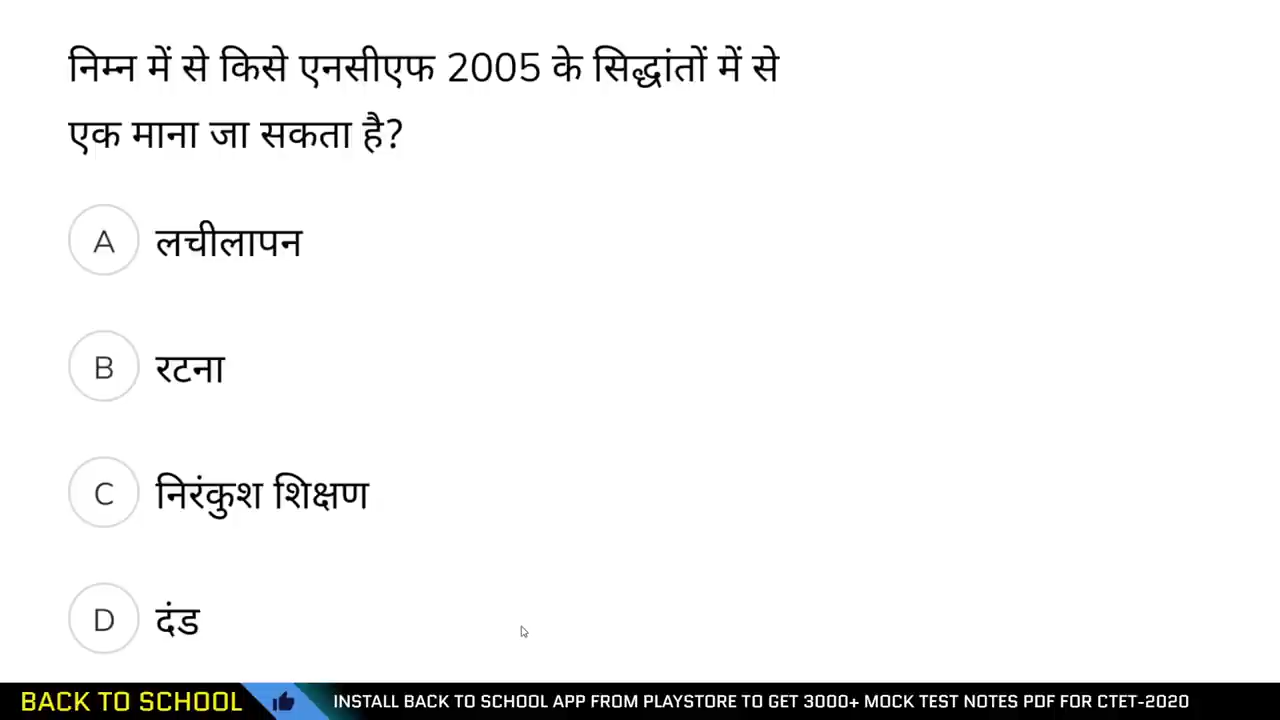 निम्न में से किसे एनसीएफ 2005 के सिद्धांतों में से
एक माना जा सकता है?
A लचीलापन
B रटना
C निरंकुश शिक्षण
D दंड
BACK TO SCHOOL INSTALL BACK TO SCHOOL APP FROM PLAYSTORE TO GET 3000+ MOCK TEST NOTES PDF FOR CTET-2020